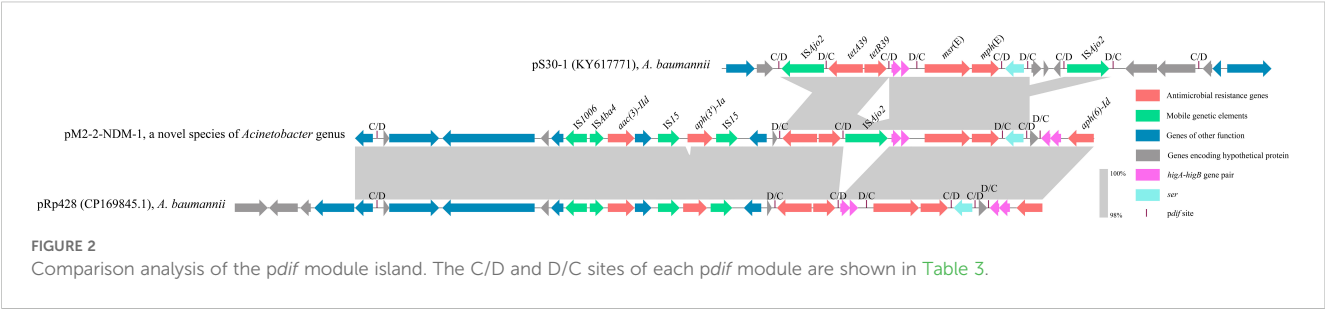 ISAjo2 tetA39 tetR39 msr(E) mph(E) ISAjo2
C/D D/C C/D D/C C/D D/C C/D D/C C/D
pS30-1 (KY617771), A. baumannii
Antimicrobial resistance genes
Mobile genetic elements
Genes of other function
Genes encoding hypothetical protein
higA-higB gene pair
ser
pdif site
100%
98%
IS1006 ISAba4 aac(3)-IId IS15 aph(3')-Ia IS15 ISAjo2 aph(6)-Id
C/D D/C C/D D/C C/D D/C
pM2-2-NDM-1, a novel species of Acinetobacter genus
C/D D/C C/D D/C C/D C/D D/C
pRp428 (CP169845.1), A. baumannii
FIGURE 2
Comparison analysis of the pdif module island. The C/D and D/C sites of each pdif module are shown in Table 3.